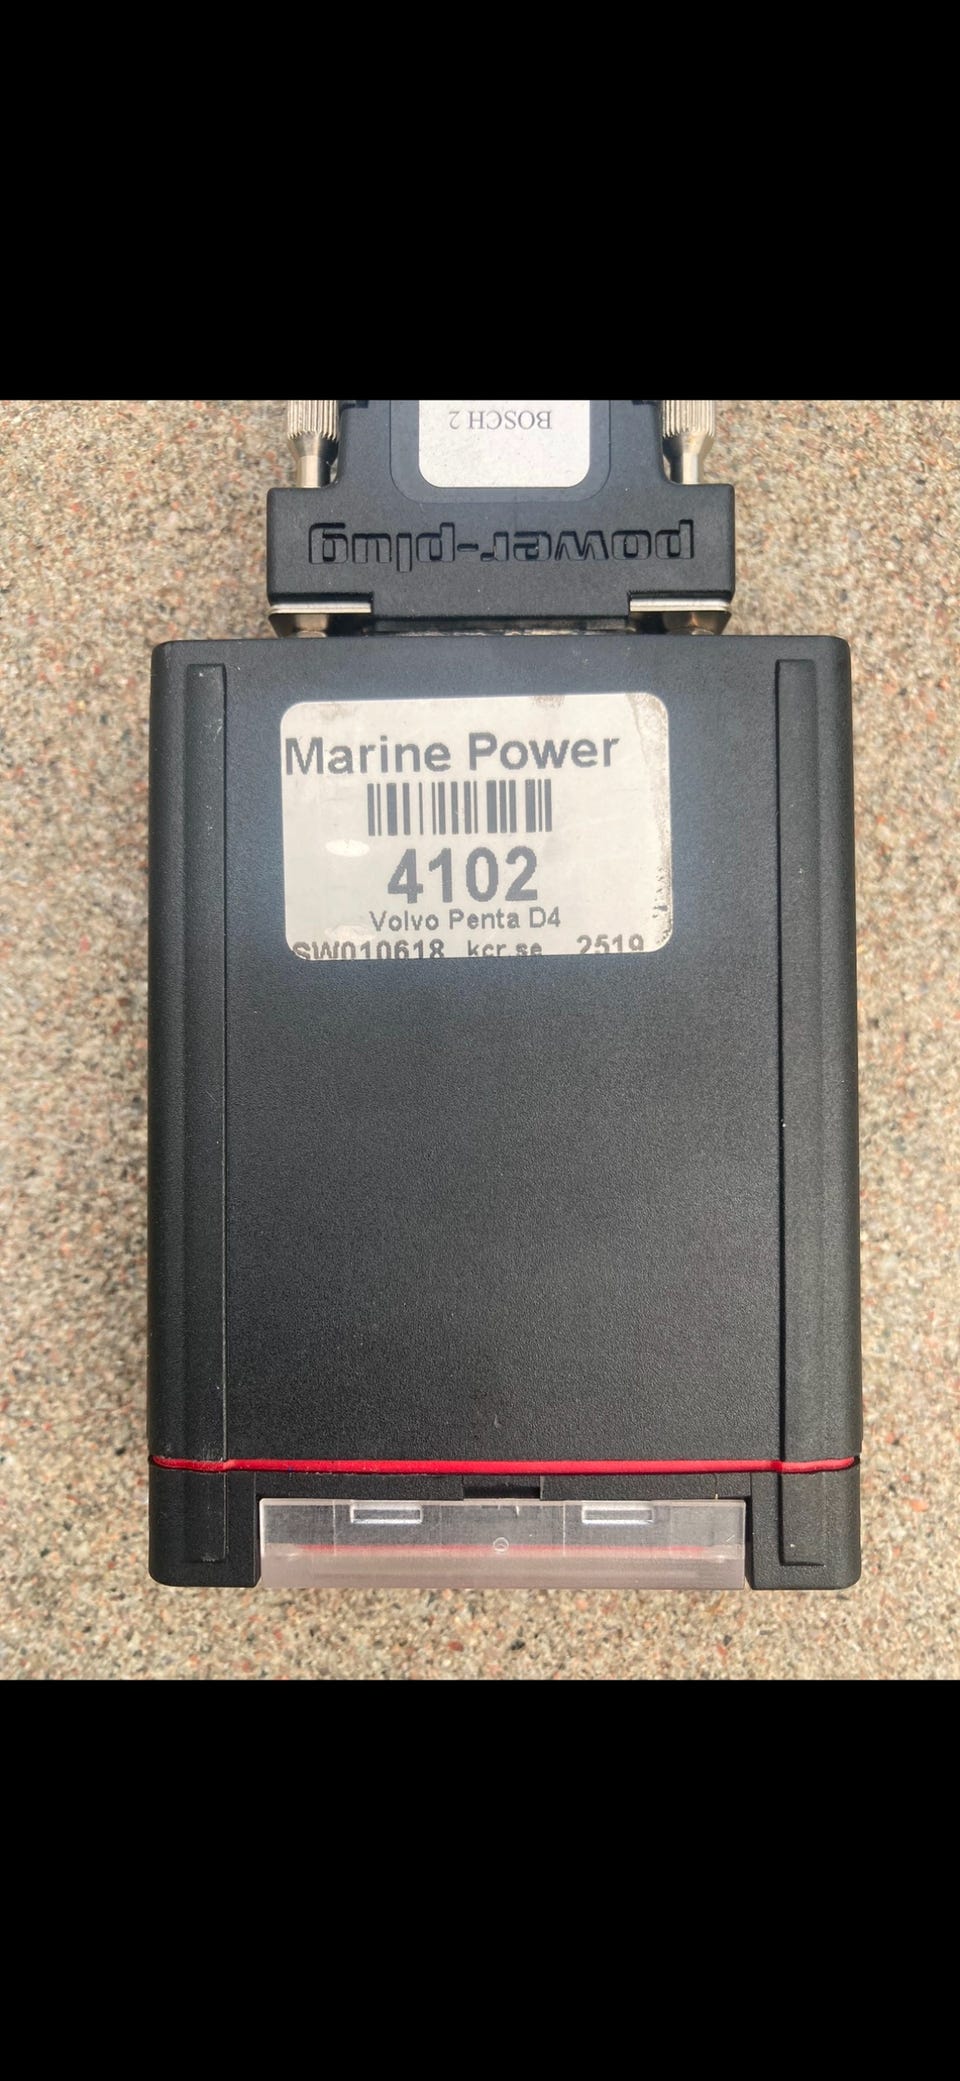 BOSCH 2
power-plug
Marine Power
4102
Volvo Penta D4
SW010618 kcr.se 2519